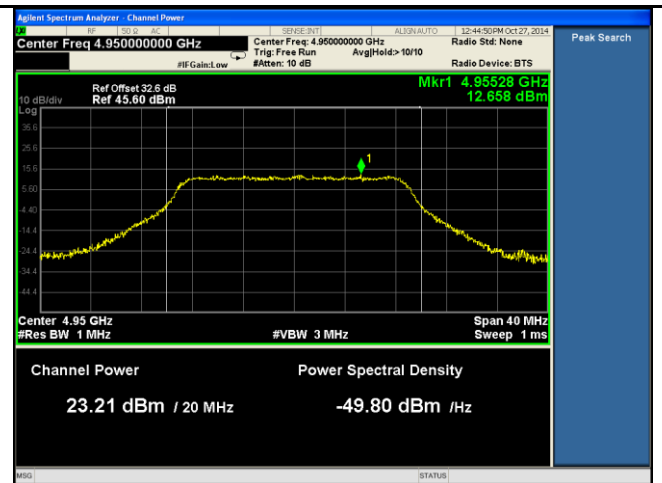 Agilent Spectrum Analyzer - Channel Power
RF 50 Ω AC SENSE:INT ALIGN AUTO 12:44:50PM Oct 27, 2014
Center Freq 4.950000000 GHz Center Freq: 4.950000000 GHz Radio Std: None Peak Search
Trig: Free Run Avg|Hold:>10/10
#IFGain:Low #Atten: 10 dB Radio Device: BTS
Ref Offset 32.6 dB Mkr1 4.95528 GHz
10 dB/div Ref 45.60 dBm 12.658 dBm
Log
35.6
25.6
15.6
1
5.60
-4.40
-14.4
-24.4
-34.4
-44.4
Center 4.95 GHz Span 40 MHz
#Res BW 1 MHz #VBW 3 MHz Sweep 1 ms
Channel Power Power Spectral Density
23.21 dBm / 20 MHz -49.80 dBm /Hz
MSG STATUS